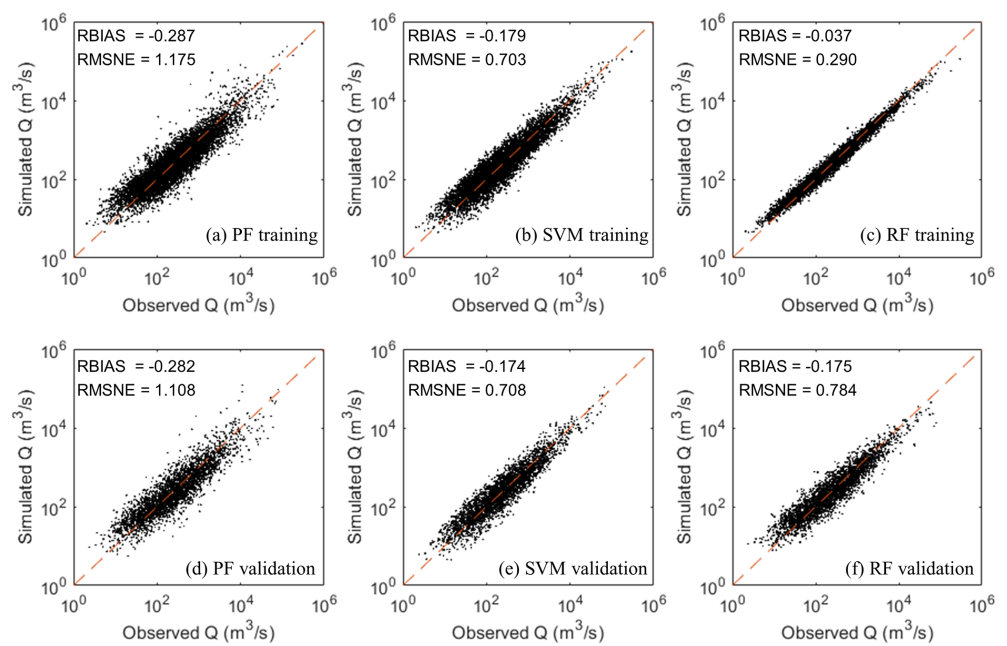 10^6
RBIAS = -0.287
RMSNE = 1.175
10^4
Simulated Q (m^3/s)
10^2
(a) PF training
10^0
10^0 10^2 10^4 10^6
Observed Q (m^3/s)
10^6
RBIAS = -0.179
RMSNE = 0.703
10^4
Simulated Q (m^3/s)
10^2
(b) SVM training
10^0
10^0 10^2 10^4 10^6
Observed Q (m^3/s)
10^6
RBIAS = -0.037
RMSNE = 0.290
10^4
Simulated Q (m^3/s)
10^2
(c) RF training
10^0
10^0 10^2 10^4 10^6
Observed Q (m^3/s)
10^6
RBIAS = -0.282
RMSNE = 1.108
10^4
Simulated Q (m^3/s)
10^2
(d) PF validation
10^0
10^0 10^2 10^4 10^6
Observed Q (m^3/s)
10^6
RBIAS = -0.174
RMSNE = 0.708
10^4
Simulated Q (m^3/s)
10^2
(e) SVM validation
10^0
10^0 10^2 10^4 10^6
Observed Q (m^3/s)
10^6
RBIAS = -0.175
RMSNE = 0.784
10^4
Simulated Q (m^3/s)
10^2
(f) RF validation
10^0
10^0 10^2 10^4 10^6
Observed Q (m^3/s)